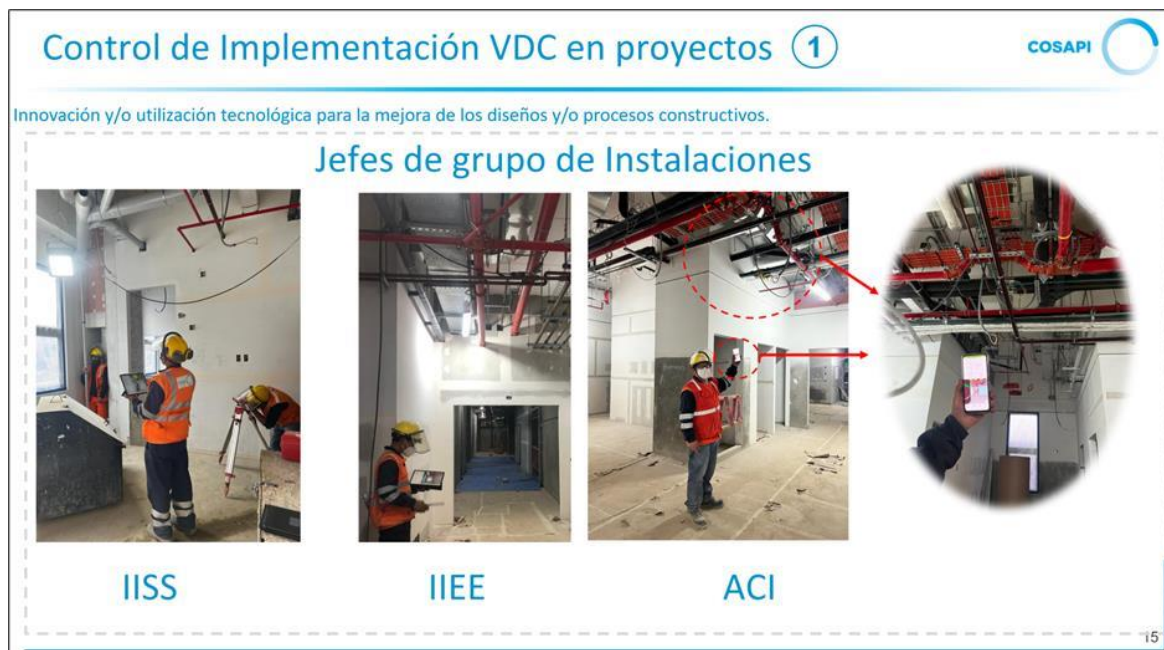 Control de Implementación VDC en proyectos 1
COSAPI
Innovación y/o utilización tecnológica para la mejora de los diseños y/o procesos constructivos.
Jefes de grupo de Instalaciones
IISS
IIEE
ACI
15